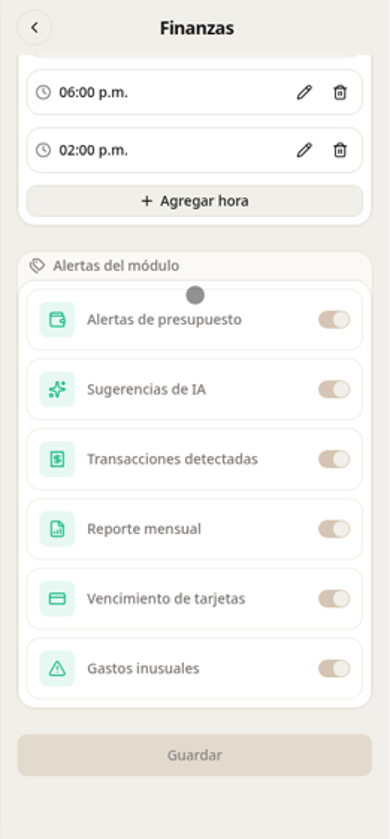 Finanzas
06:00 p.m.
02:00 p.m.
+ Agregar hora
Alertas del módulo
Alertas de presupuesto
Sugerencias de IA
Transacciones detectadas
Reporte mensual
Vencimiento de tarjetas
Gastos inusuales
Guardar